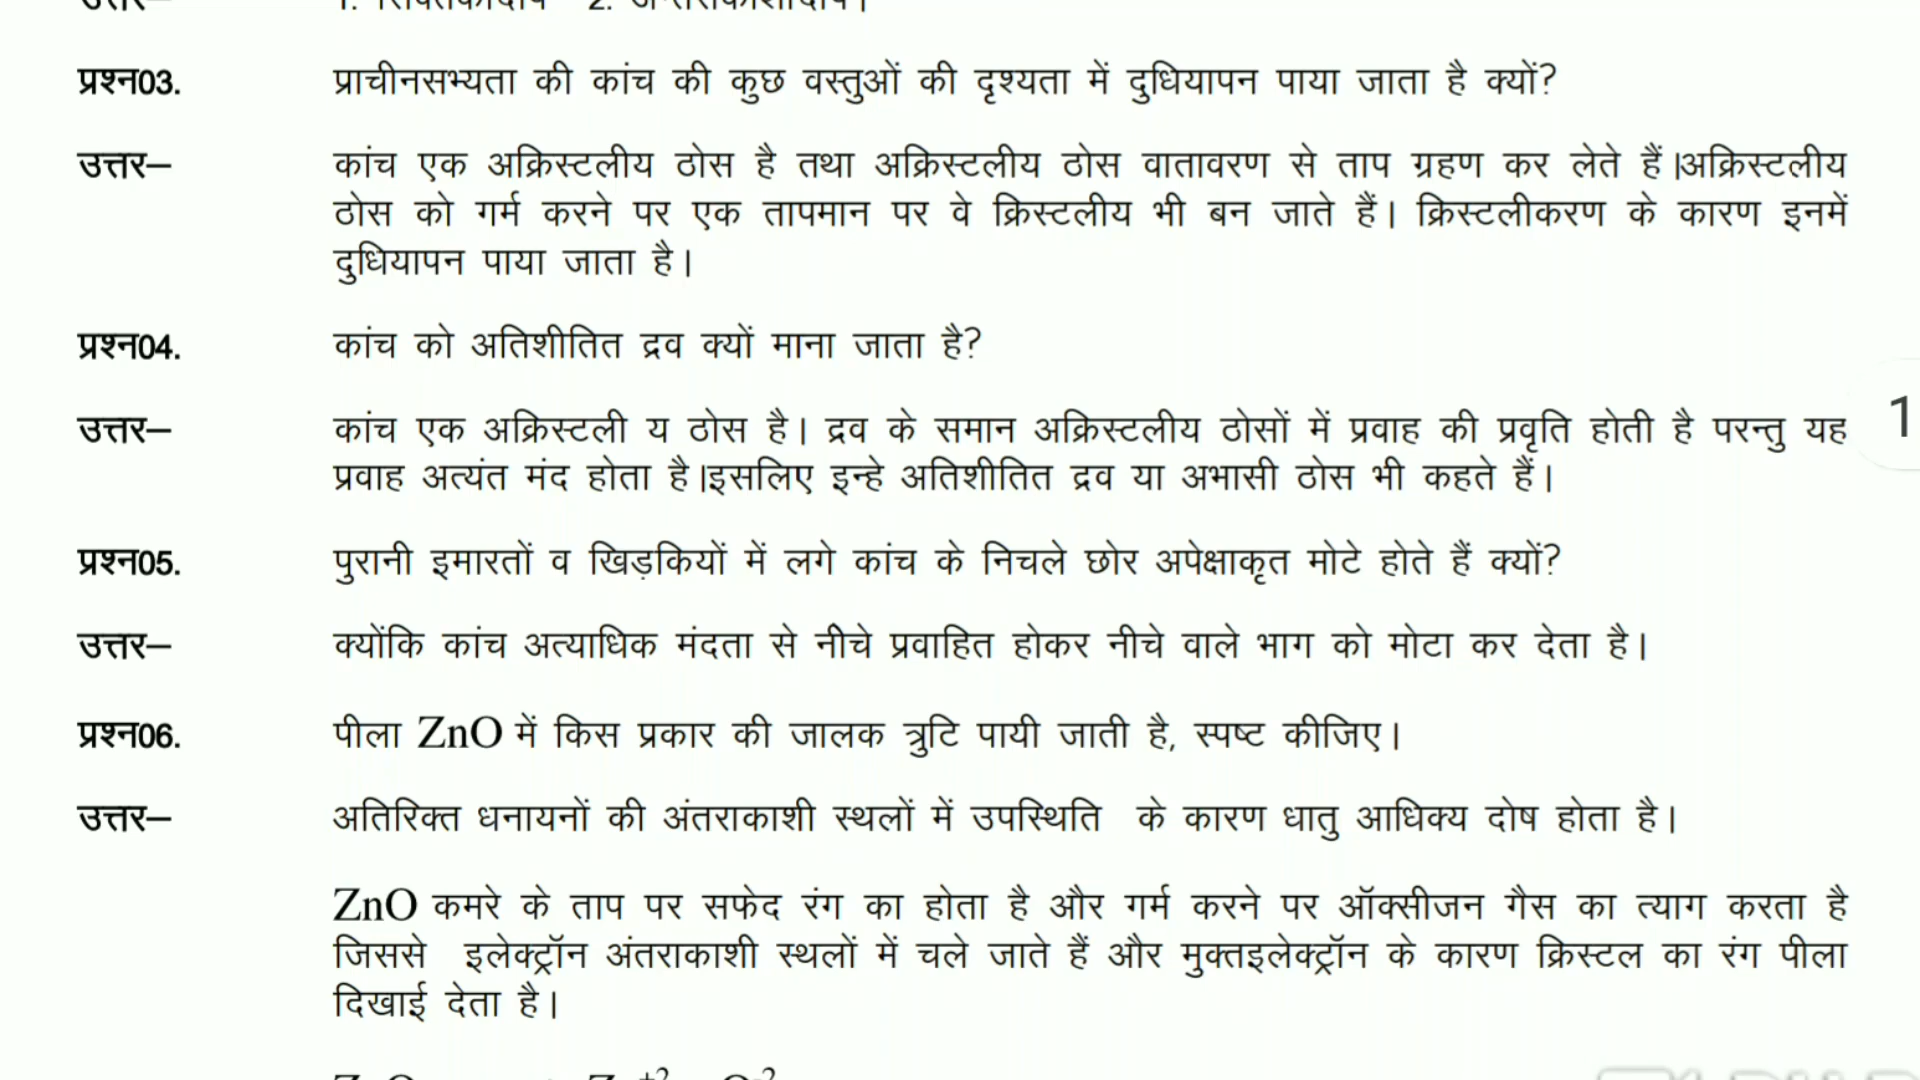 उत्तर—
प्रश्न03. प्राचीनसभ्यता की कांच की कुछ वस्तुओं की दृश्यता में दुधियापन पाया जाता है क्यों?
उत्तर— कांच एक अक्रिस्टलीय ठोस है तथा अक्रिस्टलीय ठोस वातावरण से ताप ग्रहण कर लेते हैं।अक्रिस्टलीय
ठोस को गर्म करने पर एक तापमान पर वे क्रिस्टलीय भी बन जाते हैं। क्रिस्टलीकरण के कारण इनमें
दुधियापन पाया जाता है।
प्रश्न04. कांच को अतिशीतित द्रव क्यों माना जाता है?
उत्तर— कांच एक अक्रिस्टली य ठोस है। द्रव के समान अक्रिस्टलीय ठोसों में प्रवाह की प्रवृति होती है परन्तु यह
प्रवाह अत्यंत मंद होता है।इसलिए इन्हे अतिशीतित द्रव या अभासी ठोस भी कहते हैं।
1
प्रश्न05. पुरानी इमारतों व खिड़कियों में लगे कांच के निचले छोर अपेक्षाकृत मोटे होते हैं क्यों?
उत्तर— क्योंकि कांच अत्याधिक मंदता से नीचे प्रवाहित होकर नीचे वाले भाग को मोटा कर देता है।
प्रश्न06. पीला ZnO में किस प्रकार की जालक त्रुटि पायी जाती है, स्पष्ट कीजिए।
उत्तर— अतिरिक्त धनायनों की अंतराकाशी स्थलों में उपस्थिति के कारण धातु आधिक्य दोष होता है।
ZnO कमरे के ताप पर सफेद रंग का होता है और गर्म करने पर ऑक्सीजन गैस का त्याग करता है
जिससे इलेक्ट्रॉन अंतराकाशी स्थलों में चले जाते हैं और मुक्तइलेक्ट्रॉन के कारण क्रिस्टल का रंग पीला
दिखाई देता है।